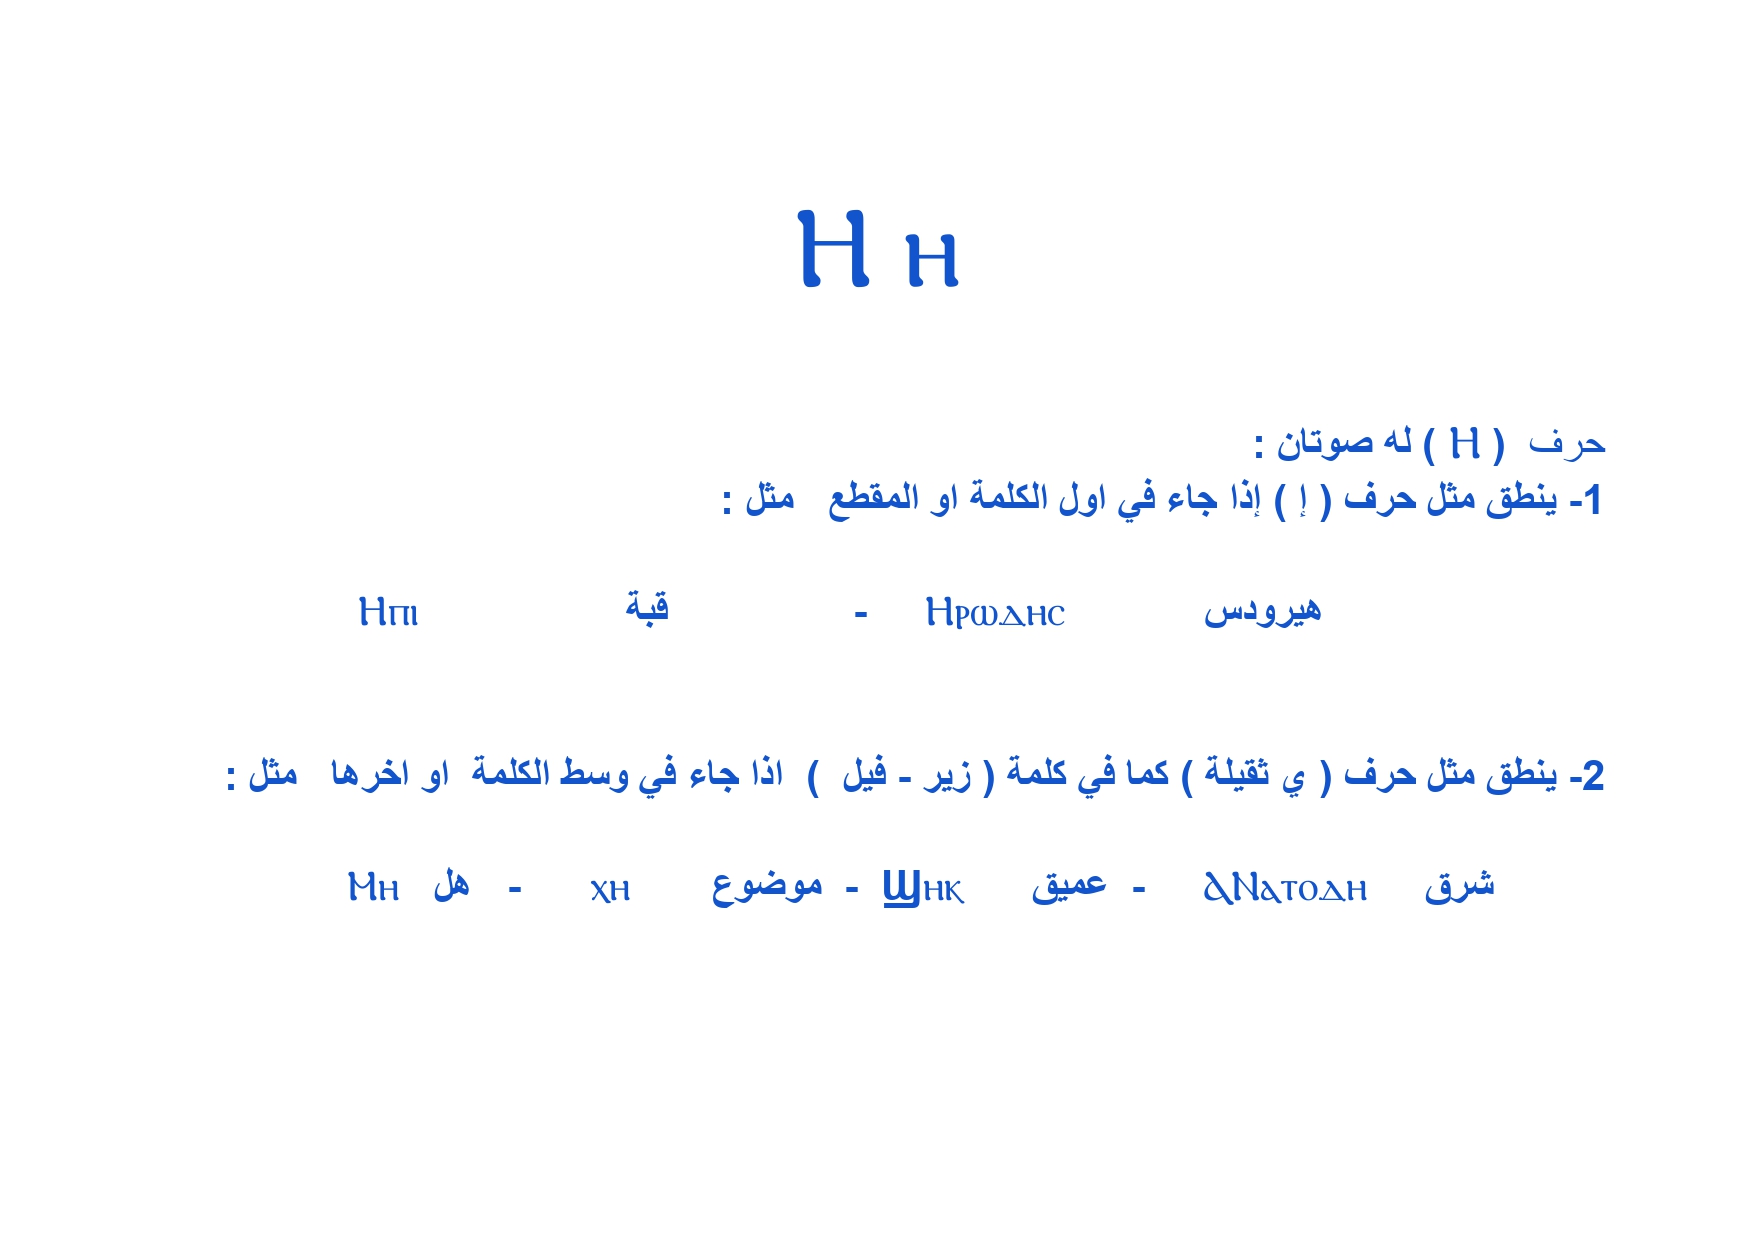 Ⲏ ⲏ
حرف ( Ⲏ ) له صوتان :
1- ينطق مثل حرف ( إ ) إذا جاء في اول الكلمة او المقطع مثل :
هيرودس Ⲏⲣⲱⲇⲏⲥ - قبة Ⲏⲡⲓ
2- ينطق مثل حرف ( ي ثقيلة ) كما في كلمة ( زير - فيل ) اذا جاء في وسط الكلمة او اخرها مثل :
شرق ⲀⲚⲁⲧⲟⲇⲏ - عميق Ϣⲏⲕ - موضوع ⲭⲏ - هل Ⲙⲏ